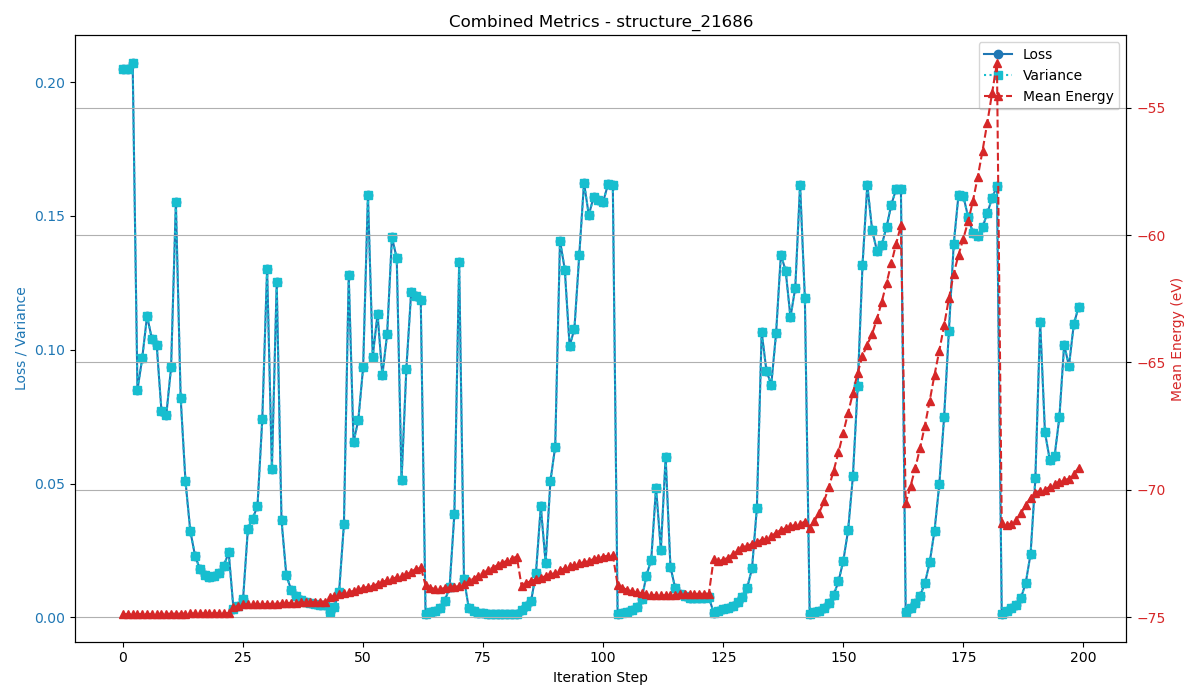 Combined Metrics - structure_21686
Loss
Variance
Mean Energy
Loss / Variance
0.20
0.15
0.10
0.05
0.00
−55
−60
−65
−70
−75
Mean Energy (eV)
0 25 50 75 100 125 150 175 200
Iteration Step